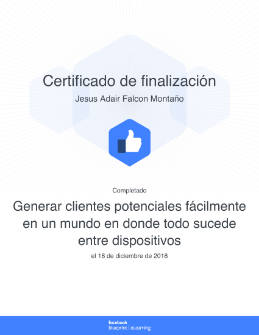 Certificado de finalización
Jesus Adair Falcon Montaño
Completado
Generar clientes potenciales fácilmente
en un mundo en donde todo sucede
entre dispositivos
el 18 de diciembre de 2018
facebook
blueprint | eLearning